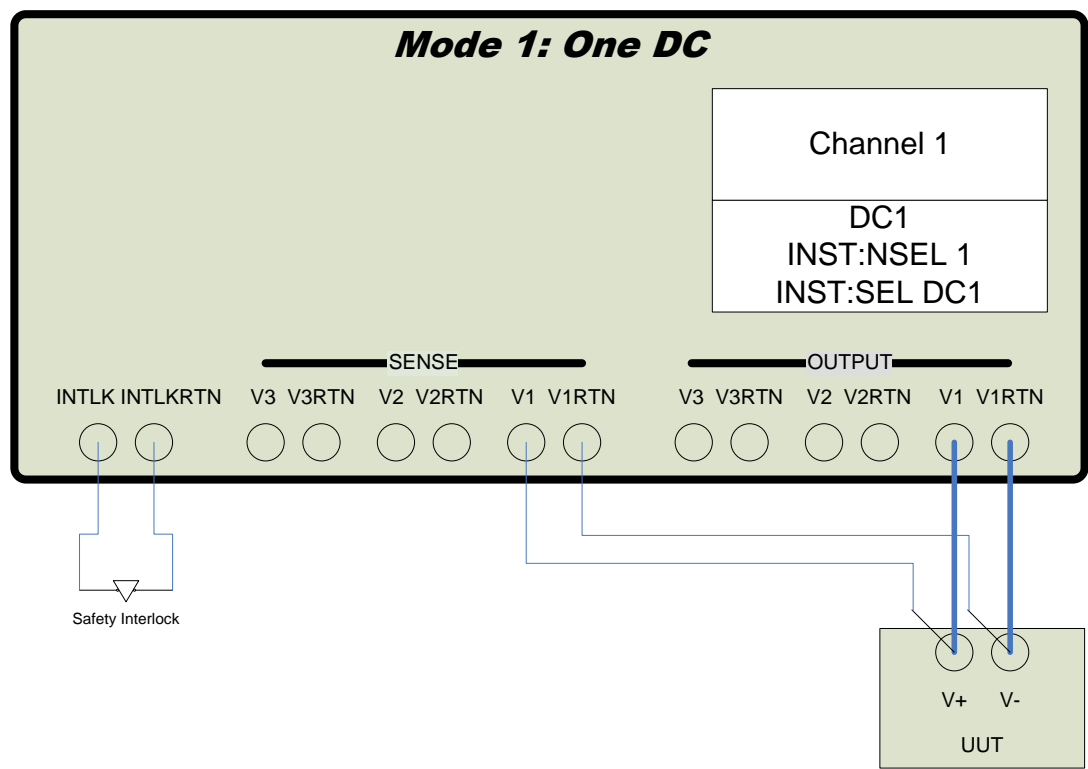 Mode 1: One DC
Channel 1
DC1
INST:NSEL 1
INST:SEL DC1
SENSE OUTPUT
INTLK INTLKRTN V3 V3RTN V2 V2RTN V1 V1RTN V3 V3RTN V2 V2RTN V1 V1RTN
Safety Interlock
V+ V-
UUT